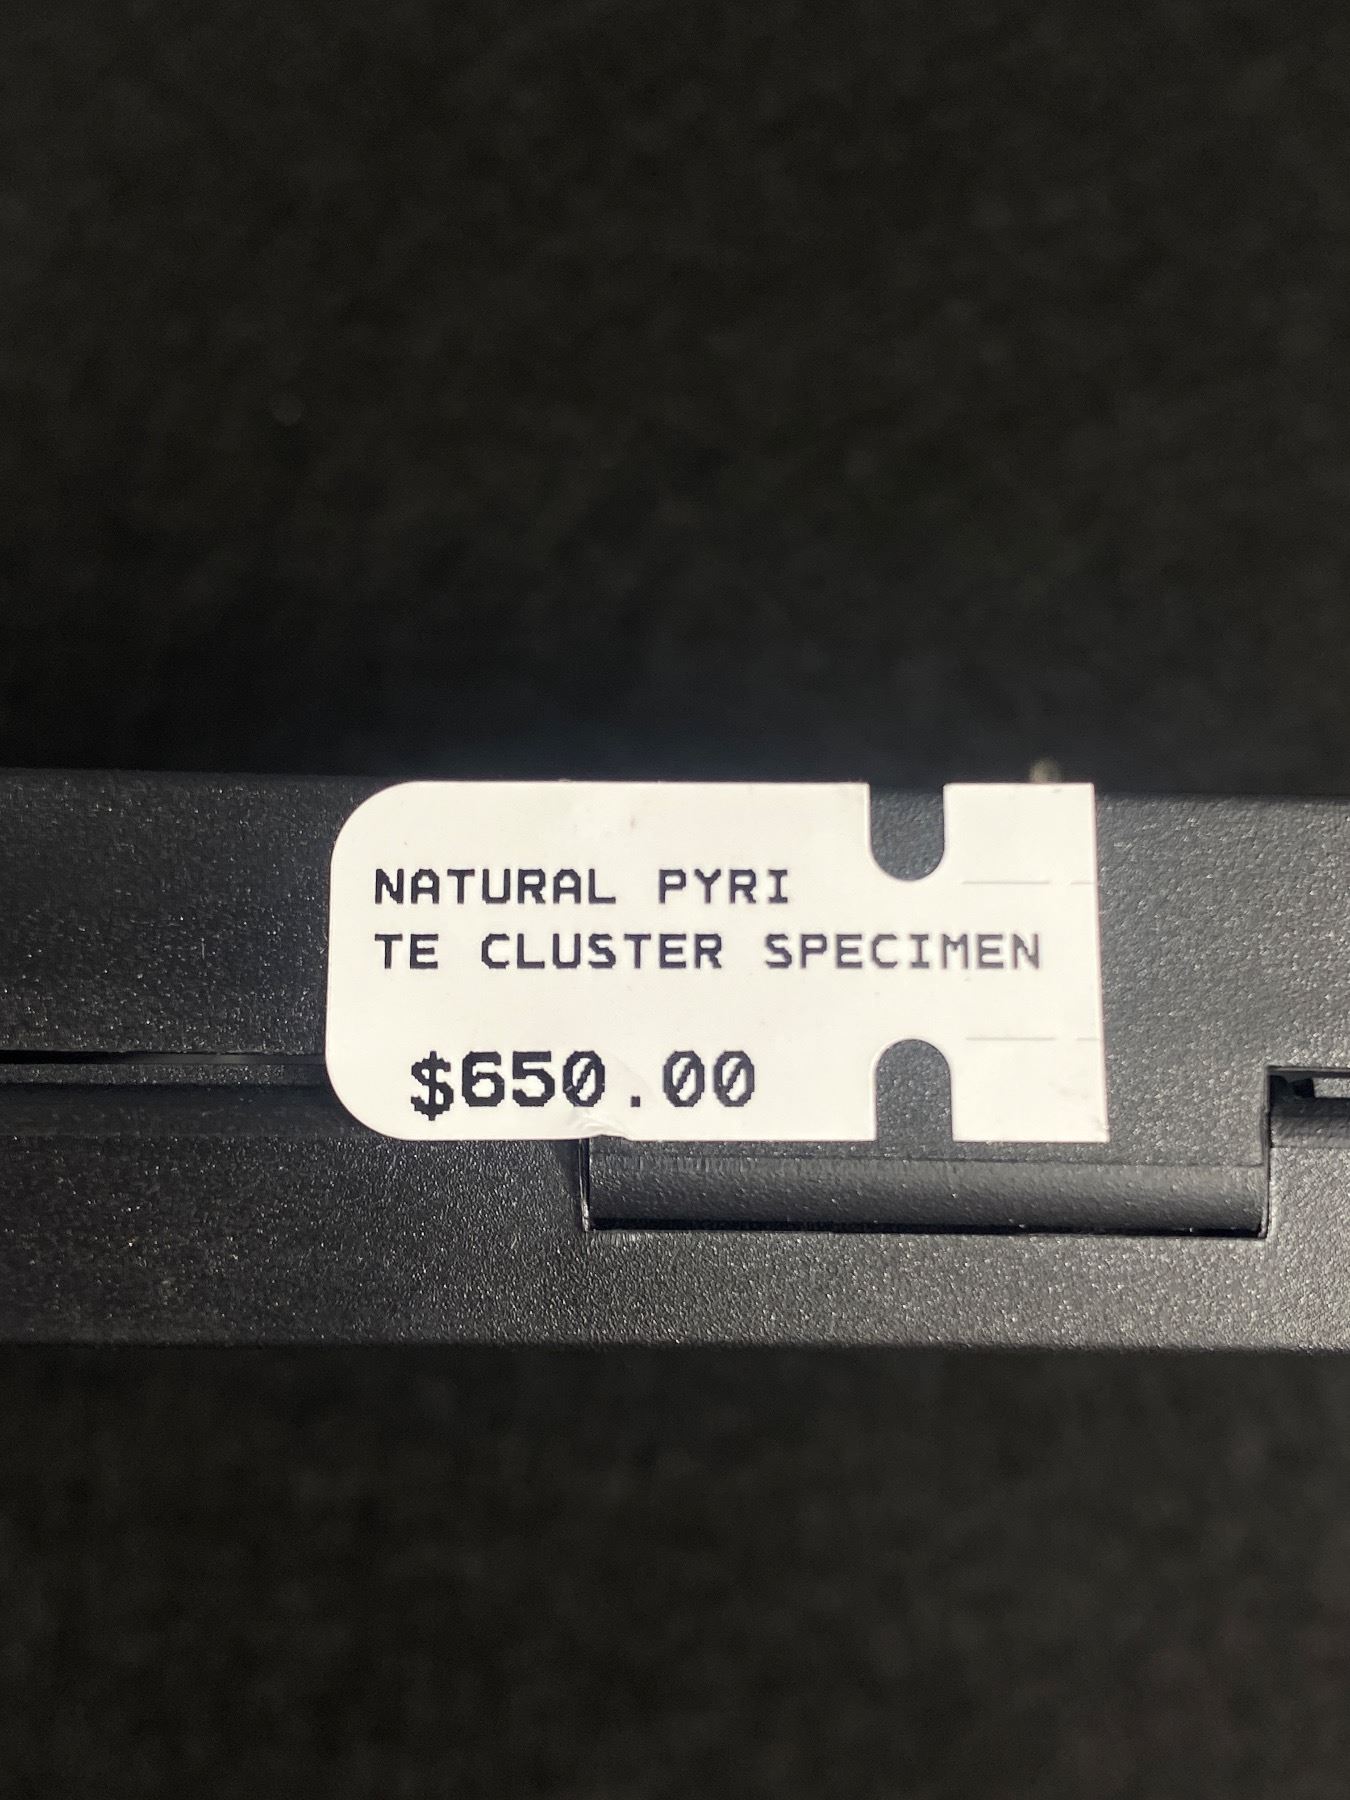 NATURAL PYRI
TE CLUSTER SPECIMEN
$650.00